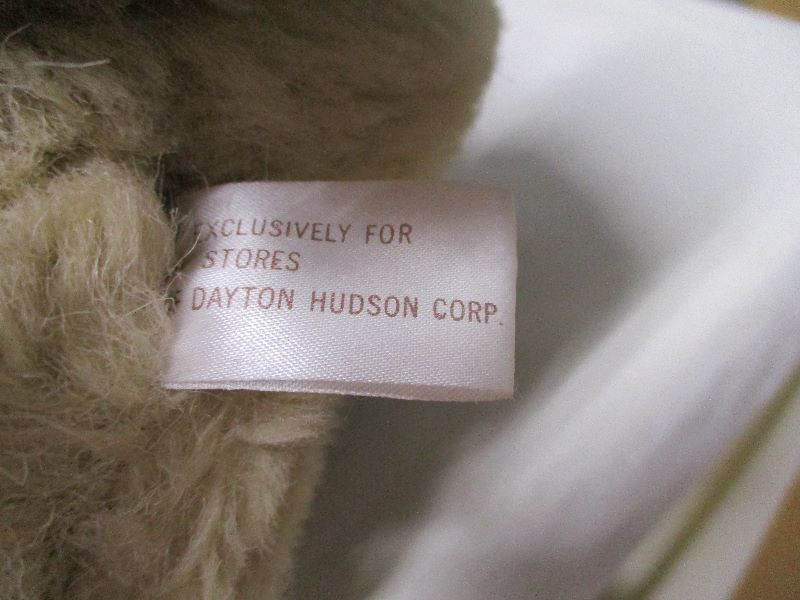 EXCLUSIVELY FOR
STORES
DAYTON HUDSON CORP.